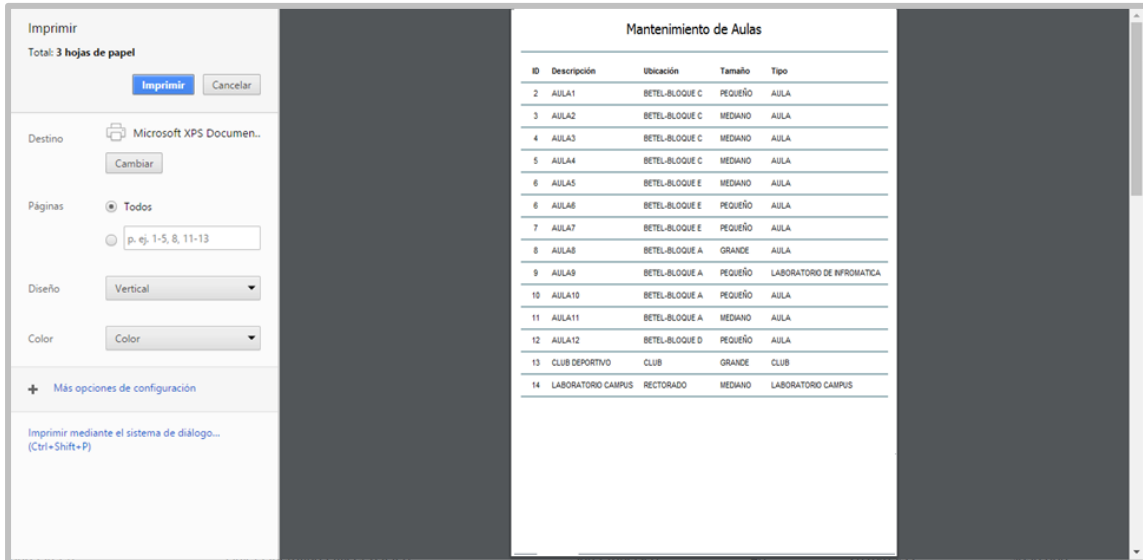 Imprimir
Total: 3 hojas de papel
Imprimir Cancelar
Destino Microsoft XPS Documen..
Cambiar
Páginas Todos
p. ej. 1-5, 8, 11-13
Diseño Vertical
Color Color
Más opciones de configuración
Imprimir mediante el sistema de diálogo...
(Ctrl+Shift+P)
Mantenimiento de Aulas
ID Descripción Ubicación Tamaño Tipo
2 AULA1 BETEL-BLOQUE C PEQUEÑO AULA
3 AULA2 BETEL-BLOQUE C MEDIANO AULA
4 AULA3 BETEL-BLOQUE C MEDIANO AULA
5 AULA4 BETEL-BLOQUE C MEDIANO AULA
6 AULA5 BETEL-BLOQUE E MEDIANO AULA
6 AULA6 BETEL-BLOQUE E PEQUEÑO AULA
7 AULA7 BETEL-BLOQUE E PEQUEÑO AULA
8 AULA8 BETEL-BLOQUE A GRANDE AULA
9 AULA9 BETEL-BLOQUE A PEQUEÑO LABORATORIO DE INFROMATICA
10 AULA10 BETEL-BLOQUE A PEQUEÑO AULA
11 AULA11 BETEL-BLOQUE A MEDIANO AULA
12 AULA12 BETEL-BLOQUE D PEQUEÑO AULA
13 CLUB DEPORTIVO CLUB GRANDE CLUB
14 LABORATORIO CAMPUS RECTORADO MEDIANO LABORATORIO CAMPUS